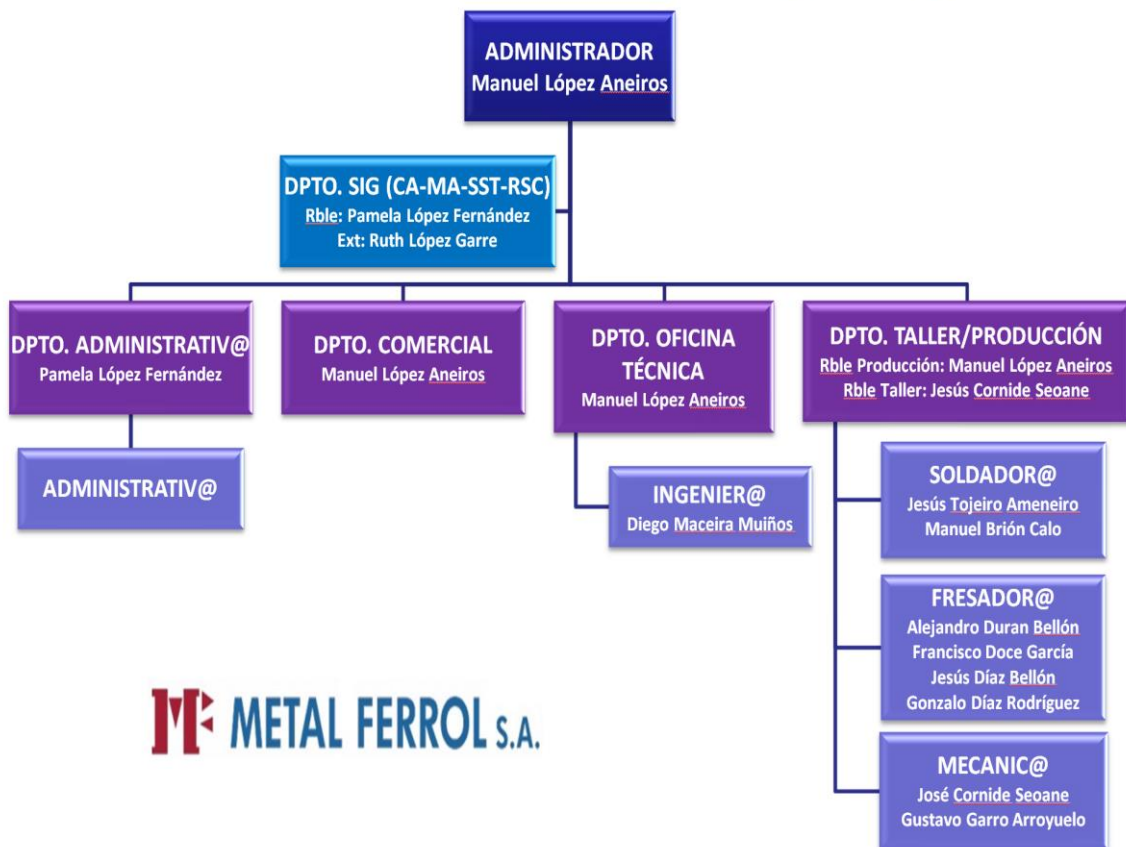 ADMINISTRADOR
Manuel López Aneiros
DPTO. SIG (CA-MA-SST-RSC)
Rble: Pamela López Fernández
Ext: Ruth López Garre
DPTO. ADMINISTRATIV@
Pamela López Fernández
DPTO. COMERCIAL
Manuel López Aneiros
DPTO. OFICINA
TÉCNICA
Manuel López Aneiros
DPTO. TALLER/PRODUCCIÓN
Rble Producción: Manuel López Aneiros
Rble Taller: Jesús Cornide Seoane
ADMINISTRATIV@
INGENIER@
Diego Maceira Muiños
SOLDADOR@
Jesús Tojeiro Ameneiro
Manuel Brión Calo
FRESADOR@
Alejandro Duran Bellón
Francisco Doce García
Jesús Díaz Bellón
Gonzalo Díaz Rodríguez
MECANIC@
José Cornide Seoane
Gustavo Garro Arroyuelo
MF METAL FERROL S.A.